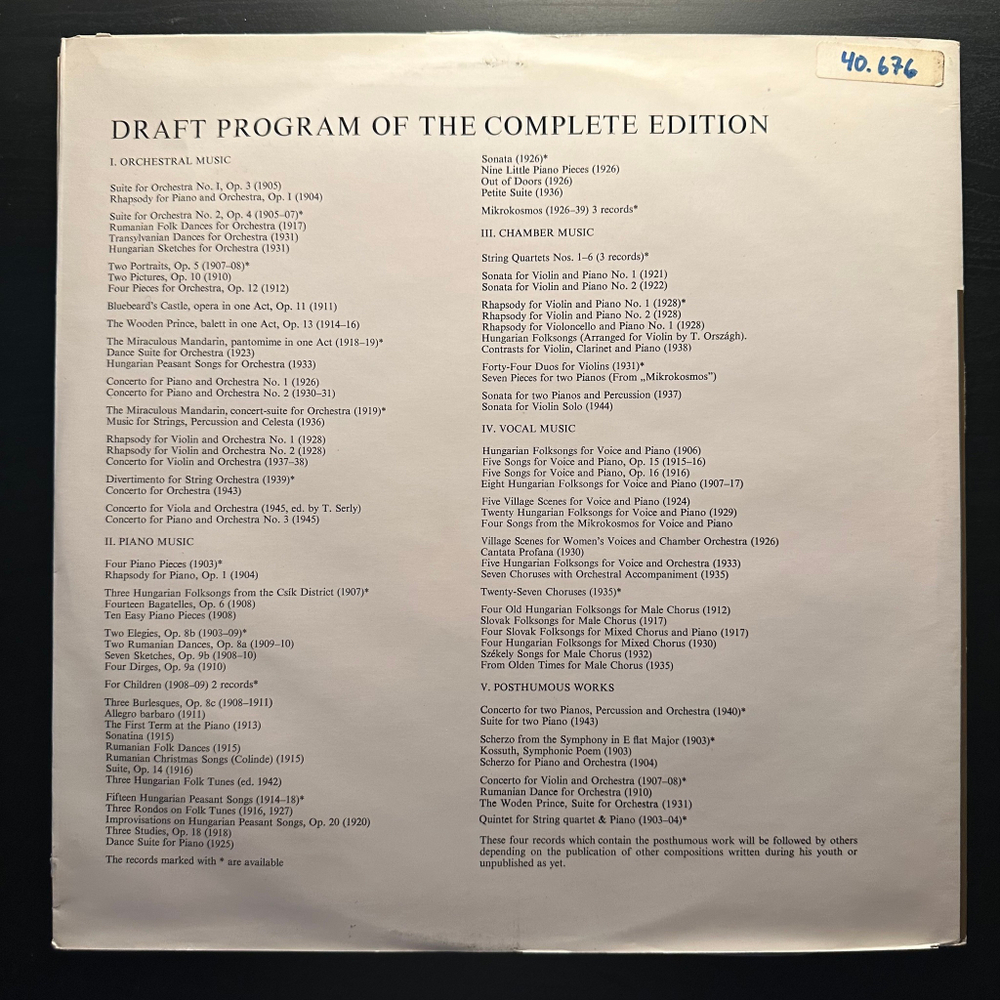 40.676
DRAFT PROGRAM OF THE COMPLETE EDITION
I. ORCHESTRAL MUSIC
Suite for Orchestra No. 1, Op. 3 (1905)
Rhapsody for Piano and Orchestra, Op. 1 (1904)
Suite for Orchestra No. 2, Op. 4 (1905–07)*
Rumanian Folk Dances for Orchestra (1917)
Transylvanian Dances for Orchestra (1931)
Hungarian Sketches for Orchestra (1931)
Two Portraits, Op. 5 (1907–08)*
Two Pictures, Op. 10 (1910)
Four Pieces for Orchestra, Op. 12 (1912)
Bluebeard's Castle, opera in one Act, Op. 11 (1911)
The Wooden Prince, balett in one Act, Op. 13 (1914–16)
The Miraculous Mandarin, pantomime in one Act (1918–19)*
Dance Suite for Orchestra (1923)
Hungarian Peasant Songs for Orchestra (1933)
Concerto for Piano and Orchestra No. 1 (1926)
Concerto for Piano and Orchestra No. 2 (1930–31)
The Miraculous Mandarin, concert-suite for Orchestra (1919)*
Music for Strings, Percussion and Celesta (1936)
Rhapsody for Violin and Orchestra No. 1 (1928)
Rhapsody for Violin and Orchestra No. 2 (1928)
Concerto for Violin and Orchestra (1937–38)
Divertimento for String Orchestra (1939)*
Concerto for Orchestra (1943)
Concerto for Viola and Orchestra (1945, ed. by T. Serly)
Concerto for Piano and Orchestra No. 3 (1945)
II. PIANO MUSIC
Four Piano Pieces (1903)*
Rhapsody for Piano, Op. 1 (1904)
Three Hungarian Folksongs from the Csík District (1907)*
Fourteen Bagatelles, Op. 6 (1908)
Ten Easy Piano Pieces (1908)
Two Elegies, Op. 8b (1903–09)*
Two Rumanian Dances, Op. 8a (1909–10)
Seven Sketches, Op. 9b (1908–10)
Four Dirges, Op. 9a (1910)
For Children (1908–09) 2 records*
Three Burlesques, Op. 8c (1908–1911)
Allegro barbaro (1911)
The First Term at the Piano (1913)
Sonatina (1915)
Rumanian Folk Dances (1915)
Rumanian Christmas Songs (Colinde) (1915)
Suite, Op. 14 (1916)
Three Hungarian Folk Tunes (ed. 1942)
Fifteen Hungarian Peasant Songs (1914–18)*
Three Rondos on Folk Tunes (1916, 1927)
Improvisations on Hungarian Peasant Songs, Op. 20 (1920)
Three Studies, Op. 18 (1918)
Dance Suite for Piano (1925)
The records marked with * are available
Sonata (1926)*
Nine Little Piano Pieces (1926)
Out of Doors (1926)
Petite Suite (1936)
Mikrokosmos (1926–39) 3 records*
III. CHAMBER MUSIC
String Quartets Nos. 1–6 (3 records)*
Sonata for Violin and Piano No. 1 (1921)
Sonata for Violin and Piano No. 2 (1922)
Rhapsody for Violin and Piano No. 1 (1928)*
Rhapsody for Violin and Piano No. 2 (1928)
Rhapsody for Violoncello and Piano No. 1 (1928)
Hungarian Folksongs (Arranged for Violin by T. Országh).
Contrasts for Violin, Clarinet and Piano (1938)
Forty-Four Duos for Violins (1931)*
Seven Pieces for two Pianos (From „Mikrokosmos”)
Sonata for two Pianos and Percussion (1937)
Sonata for Violin Solo (1944)
IV. VOCAL MUSIC
Hungarian Folksongs for Voice and Piano (1906)
Five Songs for Voice and Piano, Op. 15 (1915–16)
Five Songs for Voice and Piano, Op. 16 (1916)
Eight Hungarian Folksongs for Voice and Piano (1907–17)
Five Village Scenes for Voice and Piano (1924)
Twenty Hungarian Folksongs for Voice and Piano (1929)
Four Songs from the Mikrokosmos for Voice and Piano
Village Scenes for Women's Voices and Chamber Orchestra (1926)
Cantata Profana (1930)
Five Hungarian Folksongs for Voice and Orchestra (1933)
Seven Choruses with Orchestral Accompaniment (1935)
Twenty-Seven Choruses (1935)*
Four Old Hungarian Folksongs for Male Chorus (1912)
Slovak Folksongs for Male Chorus (1917)
Four Slovak Folksongs for Mixed Chorus and Piano (1917)
Four Hungarian Folksongs for Mixed Chorus (1930)
Székely Songs for Male Chorus (1932)
From Olden Times for Male Chorus (1935)
V. POSTHUMOUS WORKS
Concerto for two Pianos, Percussion and Orchestra (1940)*
Suite for two Piano (1943)
Scherzo from the Symphony in E flat Major (1903)*
Kossuth, Symphonic Poem (1903)
Scherzo for Piano and Orchestra (1904)
Concerto for Violin and Orchestra (1907–08)*
Rumanian Dance for Orchestra (1910)
The Woden Prince, Suite for Orchestra (1931)
Quintet for String quartet & Piano (1903–04)*
These four records which contain the posthumous work will be followed by others
depending on the publication of other compositions written during his youth or
unpublished as yet.